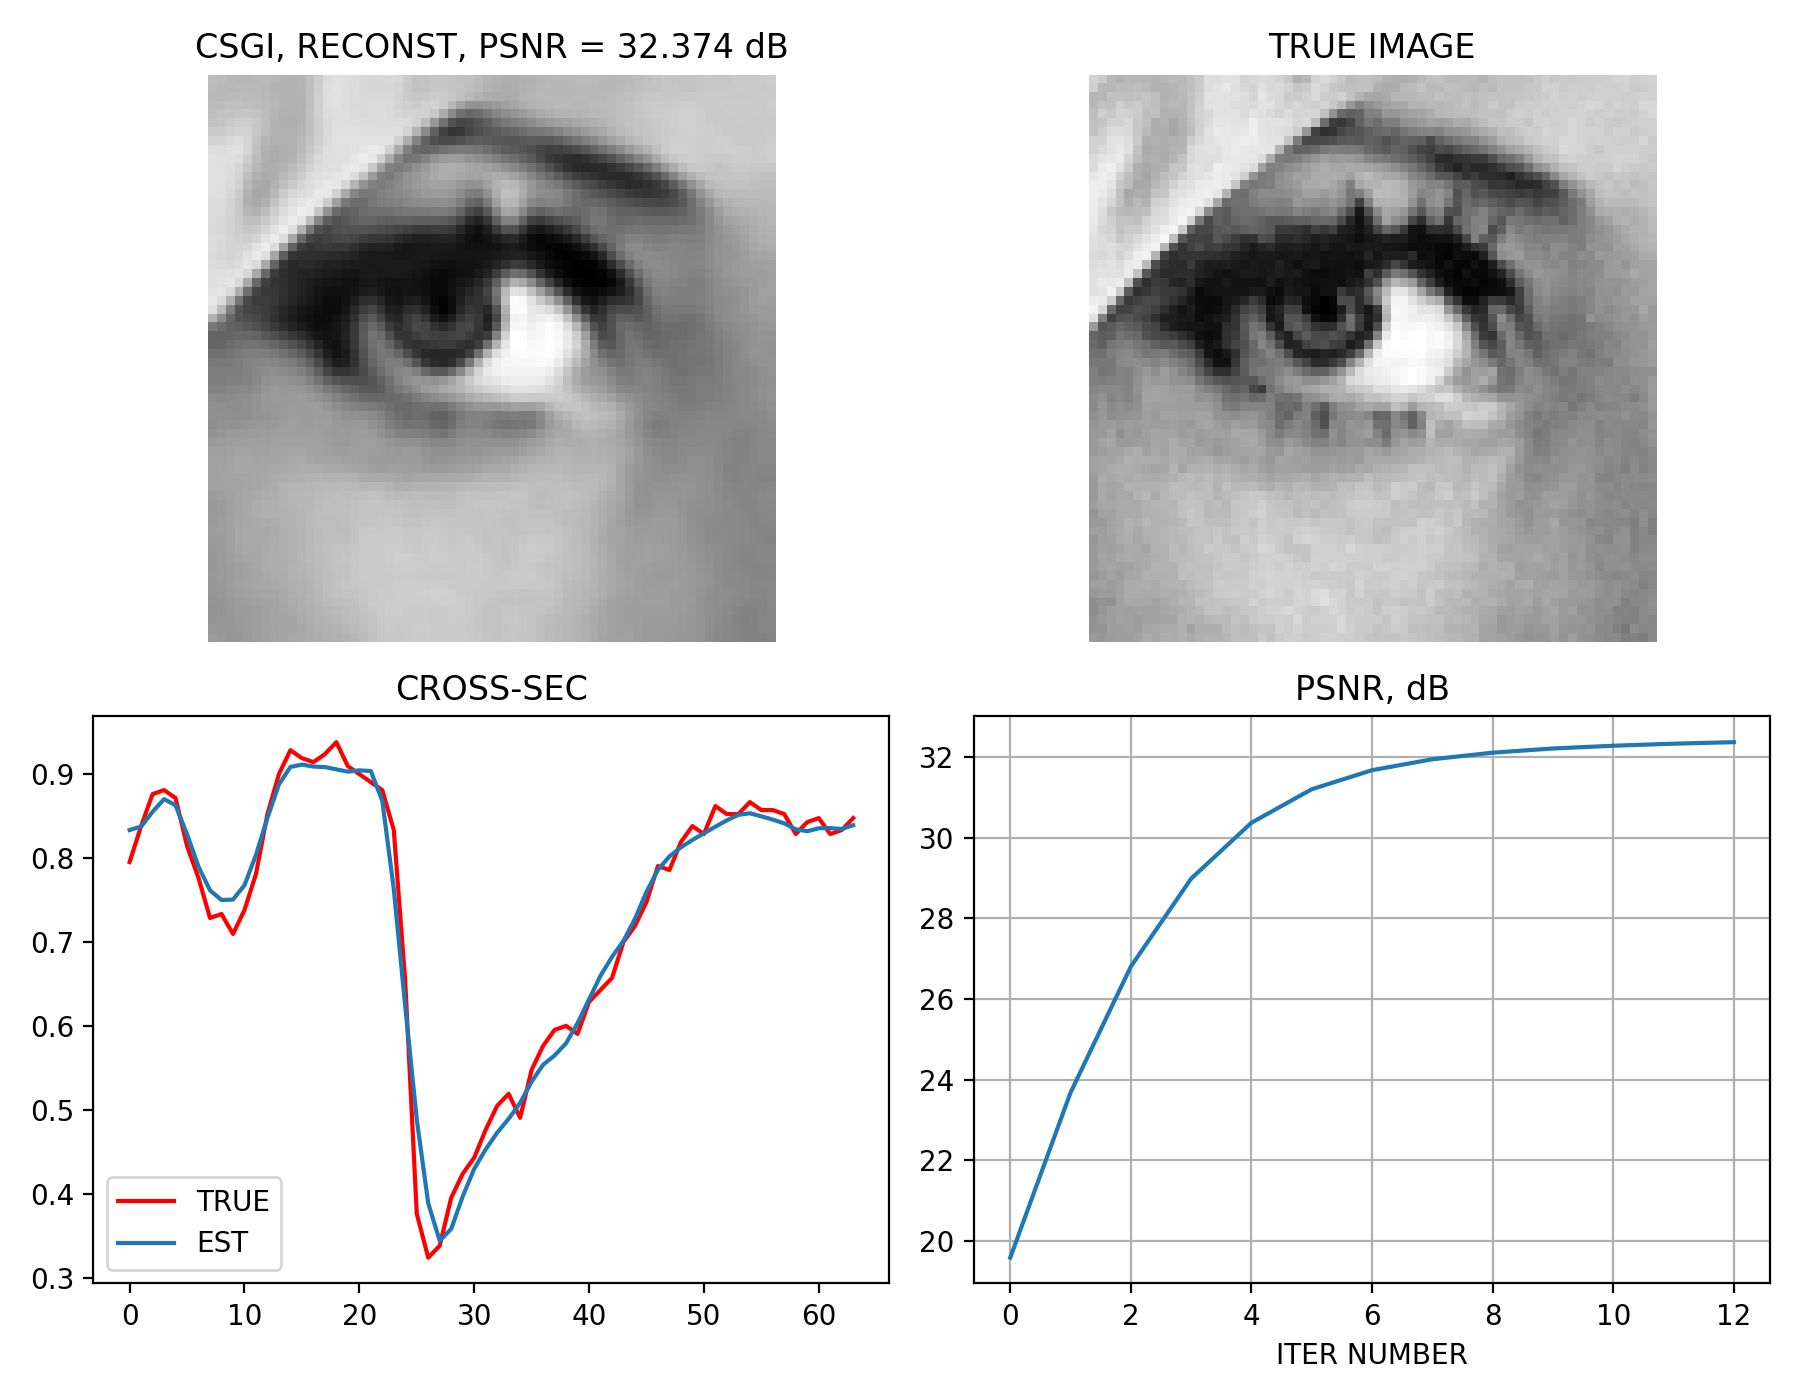 CSGI, RECONST, PSNR = 32.374 dB
TRUE IMAGE
CROSS-SEC
0.9
0.8
0.7
0.6
0.5
0.4
0.3
TRUE
EST
0 10 20 30 40 50 60
PSNR, dB
32
30
28
26
24
22
20
0 2 4 6 8 10 12
ITER NUMBER